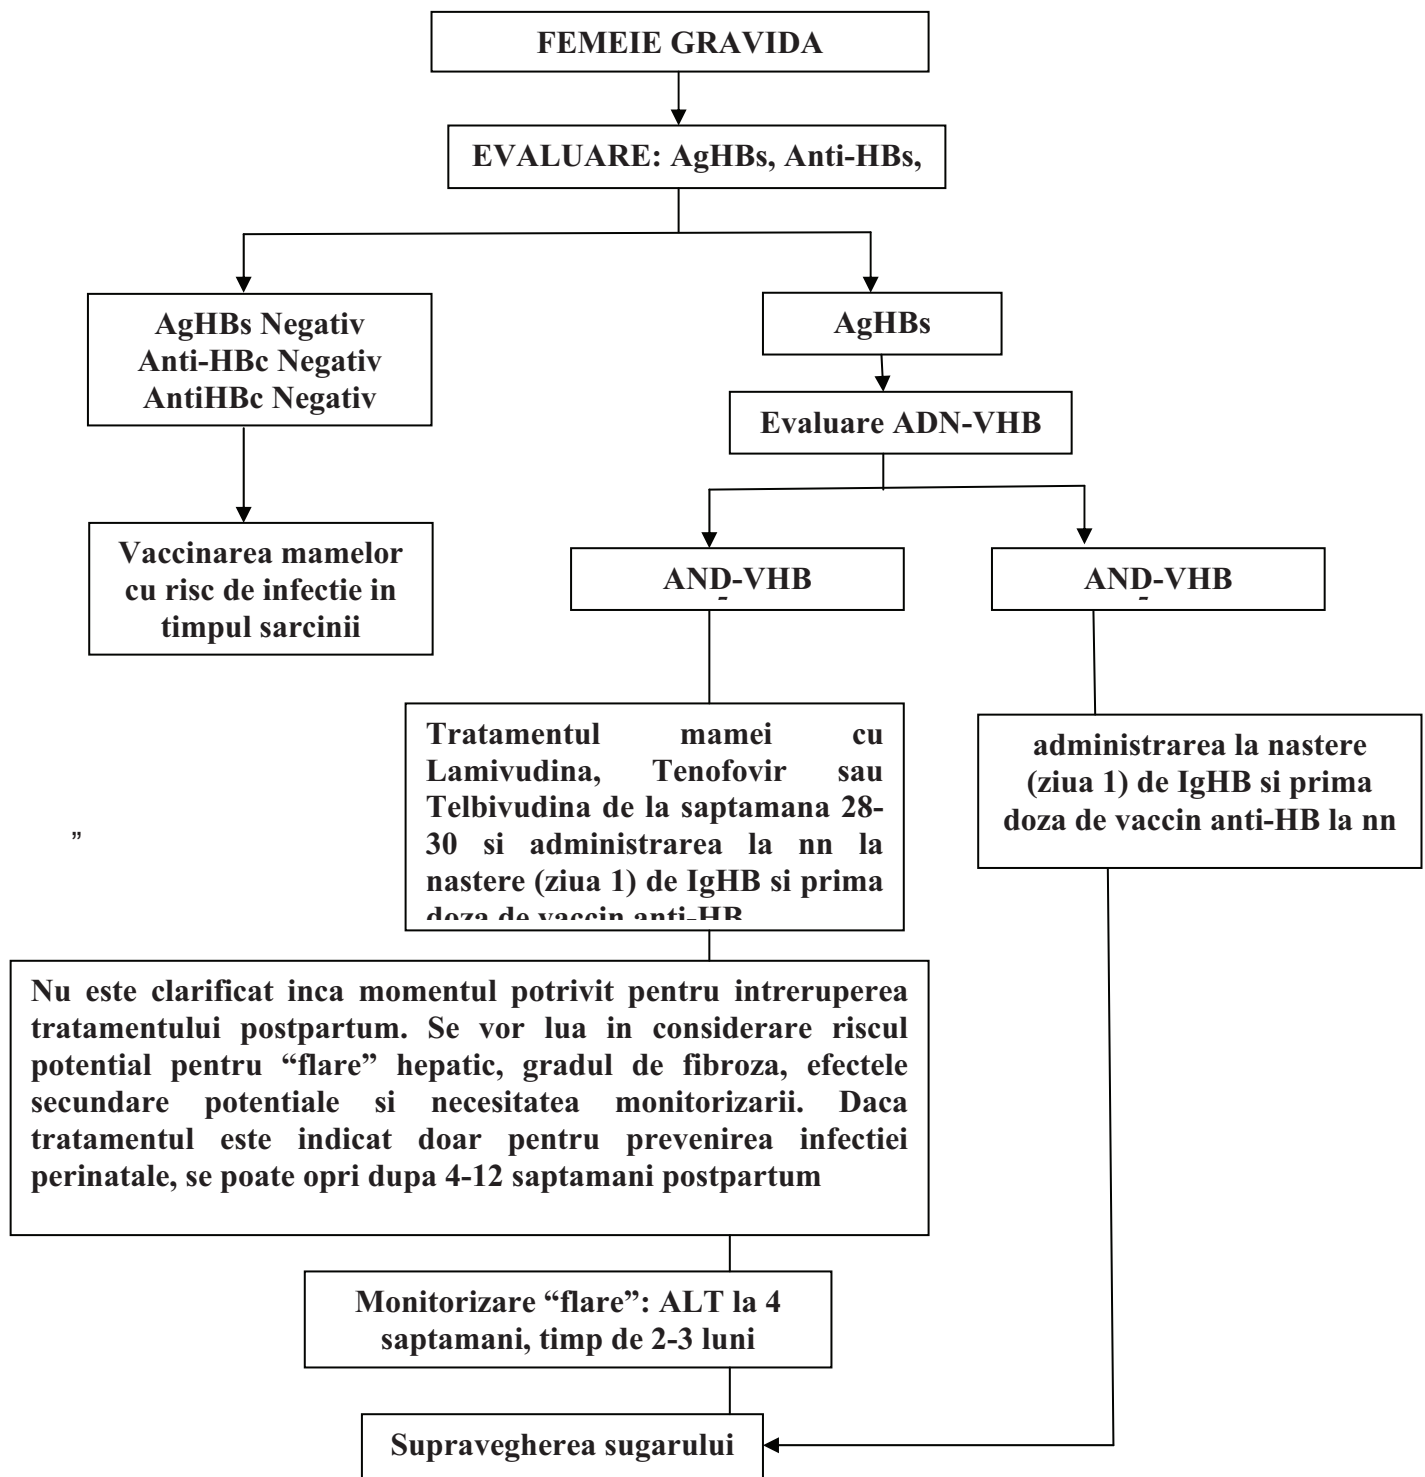 FEMEIE GRAVIDA
EVALUARE: AgHBs, Anti-HBs,
AgHBs Negativ
Anti-HBc Negativ
AntiHBc Negativ
AgHBs
Evaluare ADN-VHB
Vaccinarea mamelor
cu risc de infectie in
timpul sarcinii
AND-VHB
AND-VHB
Tratamentul mamei cu
Lamivudina, Tenofovir sau
Telbivudina de la saptamana 28-
30 si administrarea la nn la
nastere (ziua 1) de IgHB si prima
doza de vaccin anti-HB
administrarea la nastere
(ziua 1) de IgHB si prima
doza de vaccin anti-HB la nn
”
Nu este clarificat inca momentul potrivit pentru intreruperea
tratamentului postpartum. Se vor lua in considerare riscul
potential pentru “flare” hepatic, gradul de fibroza, efectele
secundare potentiale si necesitatea monitorizarii. Daca
tratamentul este indicat doar pentru prevenirea infectiei
perinatale, se poate opri dupa 4-12 saptamani postpartum
Monitorizare “flare”: ALT la 4
saptamani, timp de 2-3 luni
Supravegherea sugarului